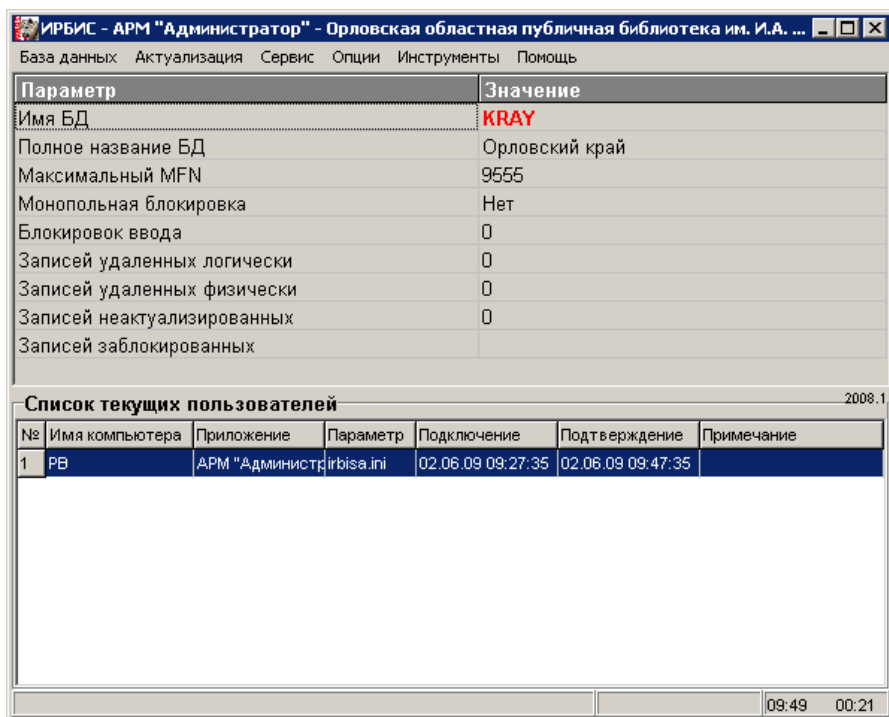 ИРБИС - АРМ "Администратор" - Орловская областная публичная библиотека им. И.А. ...
База данных Актуализация Сервис Опции Инструменты Помощь
Параметр Значение
Имя БД KRAY
Полное название БД Орловский край
Максимальный MFN 9555
Монопольная блокировка Нет
Блокировок ввода 0
Записей удаленных логически 0
Записей удаленных физически 0
Записей неактуализированных 0
Записей заблокированных
Список текущих пользователей 2008.1
№ Имя компьютера Приложение Параметр Подключение Подтверждение Примечание
1 PB АРМ "Администр irbisa.ini 02.06.09 09:27:35 02.06.09 09:47:35
09:49 00:21